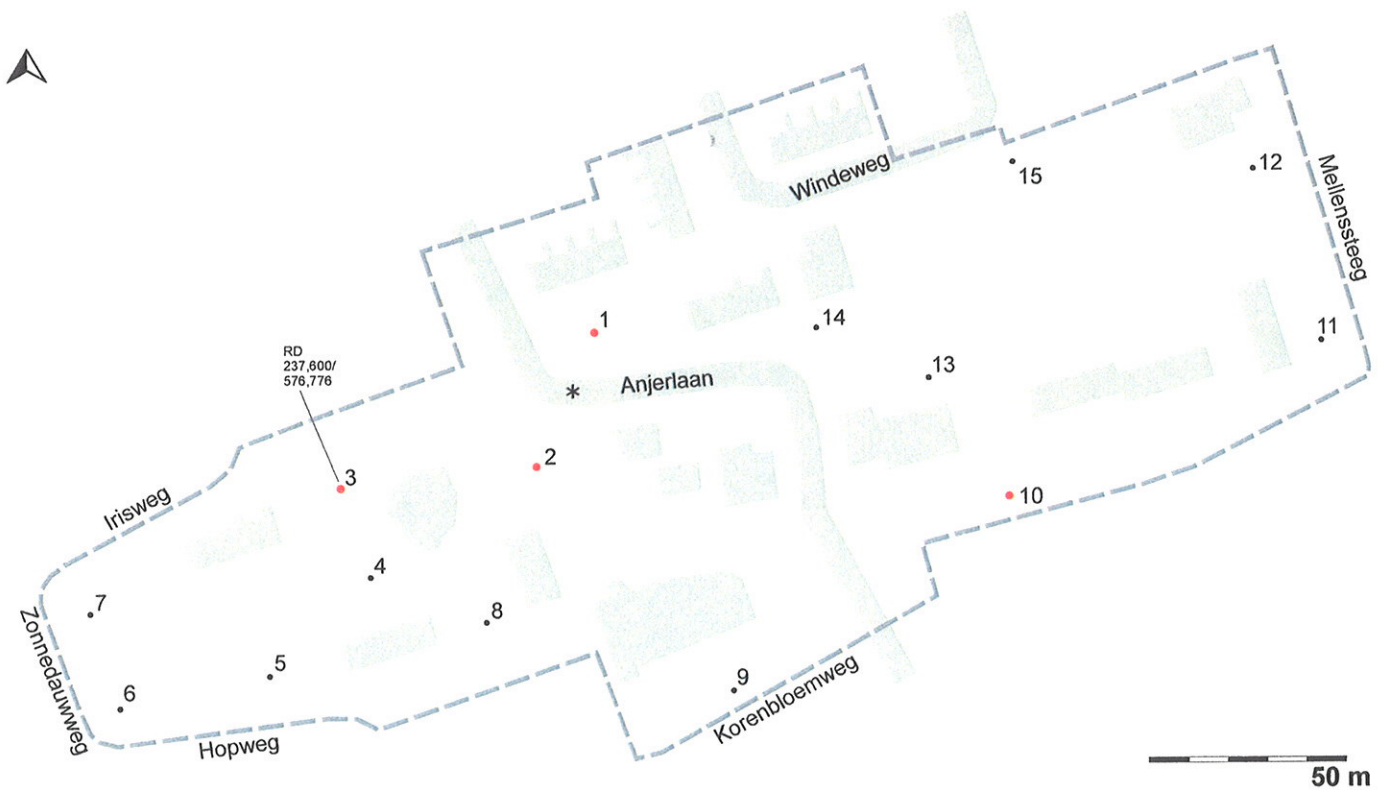 Windeweg
15
12
Mellenssteeg
1
14
11
RD
237,600/
576,776
Anjerlaan
13
*
2
3
10
Irisweg
4
7
8
Zonnedauwweg
5
9
6
Korenbloemweg
Hopweg
50 m